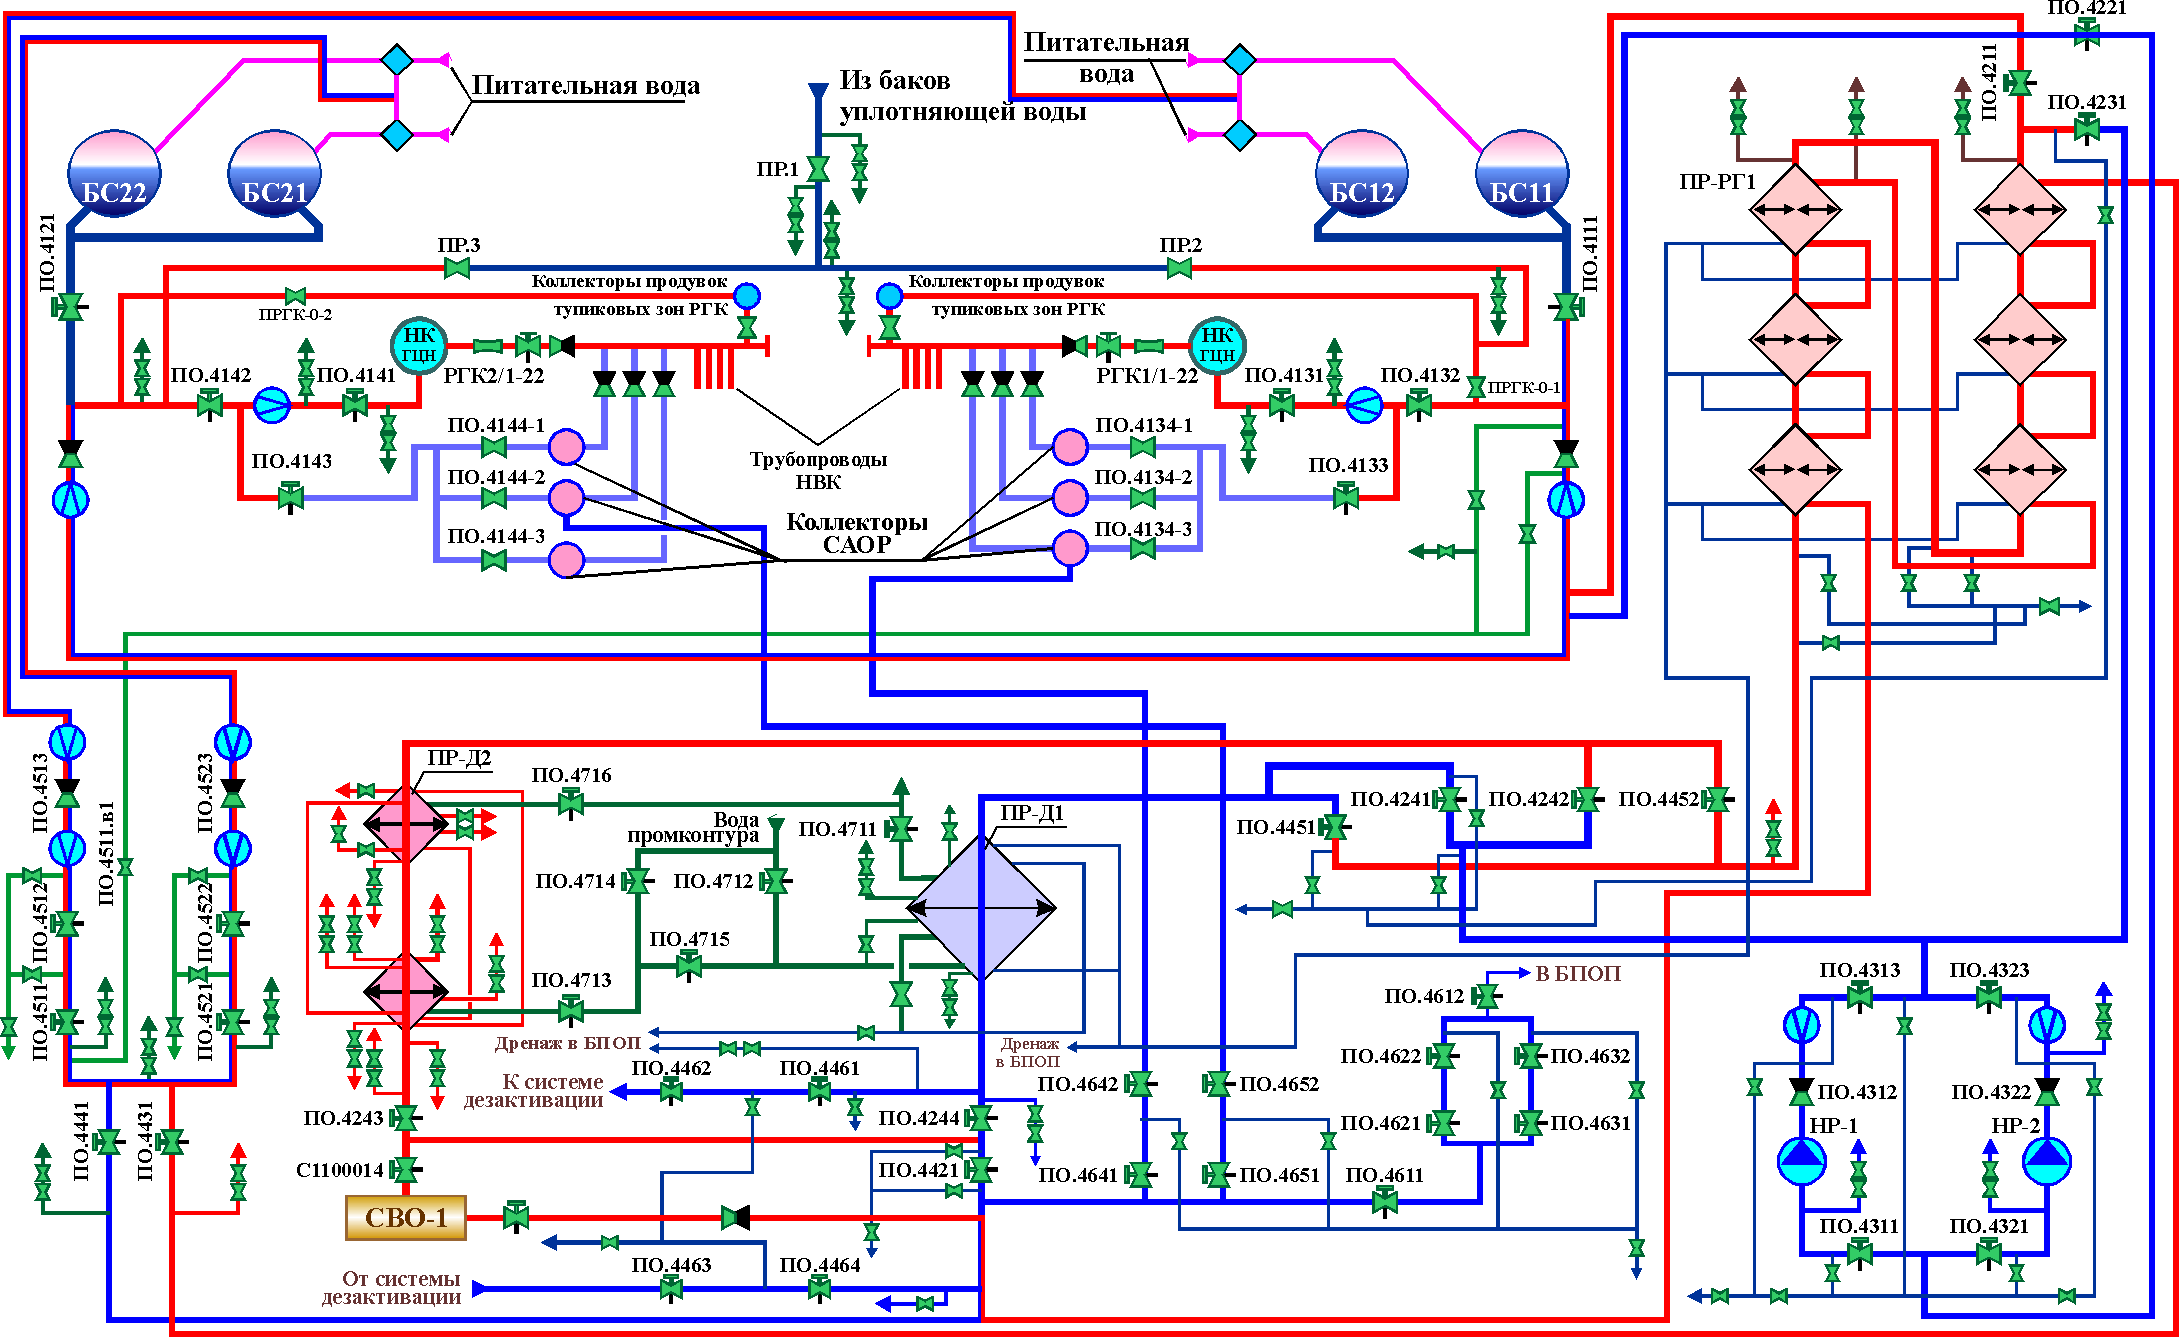 ПО.4221
Питательная
вода
Питательная вода
Из баков
уплотняющей воды
ПО.4211
ПО.4231
ПР.1
ПР-РГ1
БС22
БС21
БС12
БС11
ПО.4121
ПО.4111
ПР.3
ПР.2
Коллекторы продувок
тупиковых зон РГК
Коллекторы продувок
тупиковых зон РГК
ПРГК-0-2
НК
ГЦН
НК
ГЦН
РГК2/1-22
РГК1/1-22
ПО.4142
ПО.4141
ПО.4131
ПО.4132
ПРГК-0-1
ПО.4144-1
ПО.4134-1
ПО.4143
ПО.4133
Трубопроводы
НВК
ПО.4144-2
ПО.4134-2
Коллекторы
САОР
ПО.4144-3
ПО.4134-3
ПО.4513
ПО.4523
ПО.4511.в1
ПР-Д2
ПО.4716
Вода
промконтура
ПО.4711
ПР-Д1
ПО.4451
ПО.4241
ПО.4242
ПО.4452
ПО.4512
ПО.4522
ПО.4714
ПО.4712
ПО.4715
ПО.4713
ПО.4511
ПО.4521
В БПОП
ПО.4612
ПО.4313
ПО.4323
Дренаж в БПОП
Дренаж
в БПОП
ПО.4622
ПО.4632
К системе
дезактивации
ПО.4462
ПО.4461
ПО.4642
ПО.4652
ПО.4312
ПО.4322
ПО.4441
ПО.4431
ПО.4243
ПО.4244
ПО.4621
ПО.4631
НР-1
НР-2
С1100014
ПО.4421
ПО.4641
ПО.4651
ПО.4611
СВО-1
ПО.4311
ПО.4321
От системы
дезактивации
ПО.4463
ПО.4464